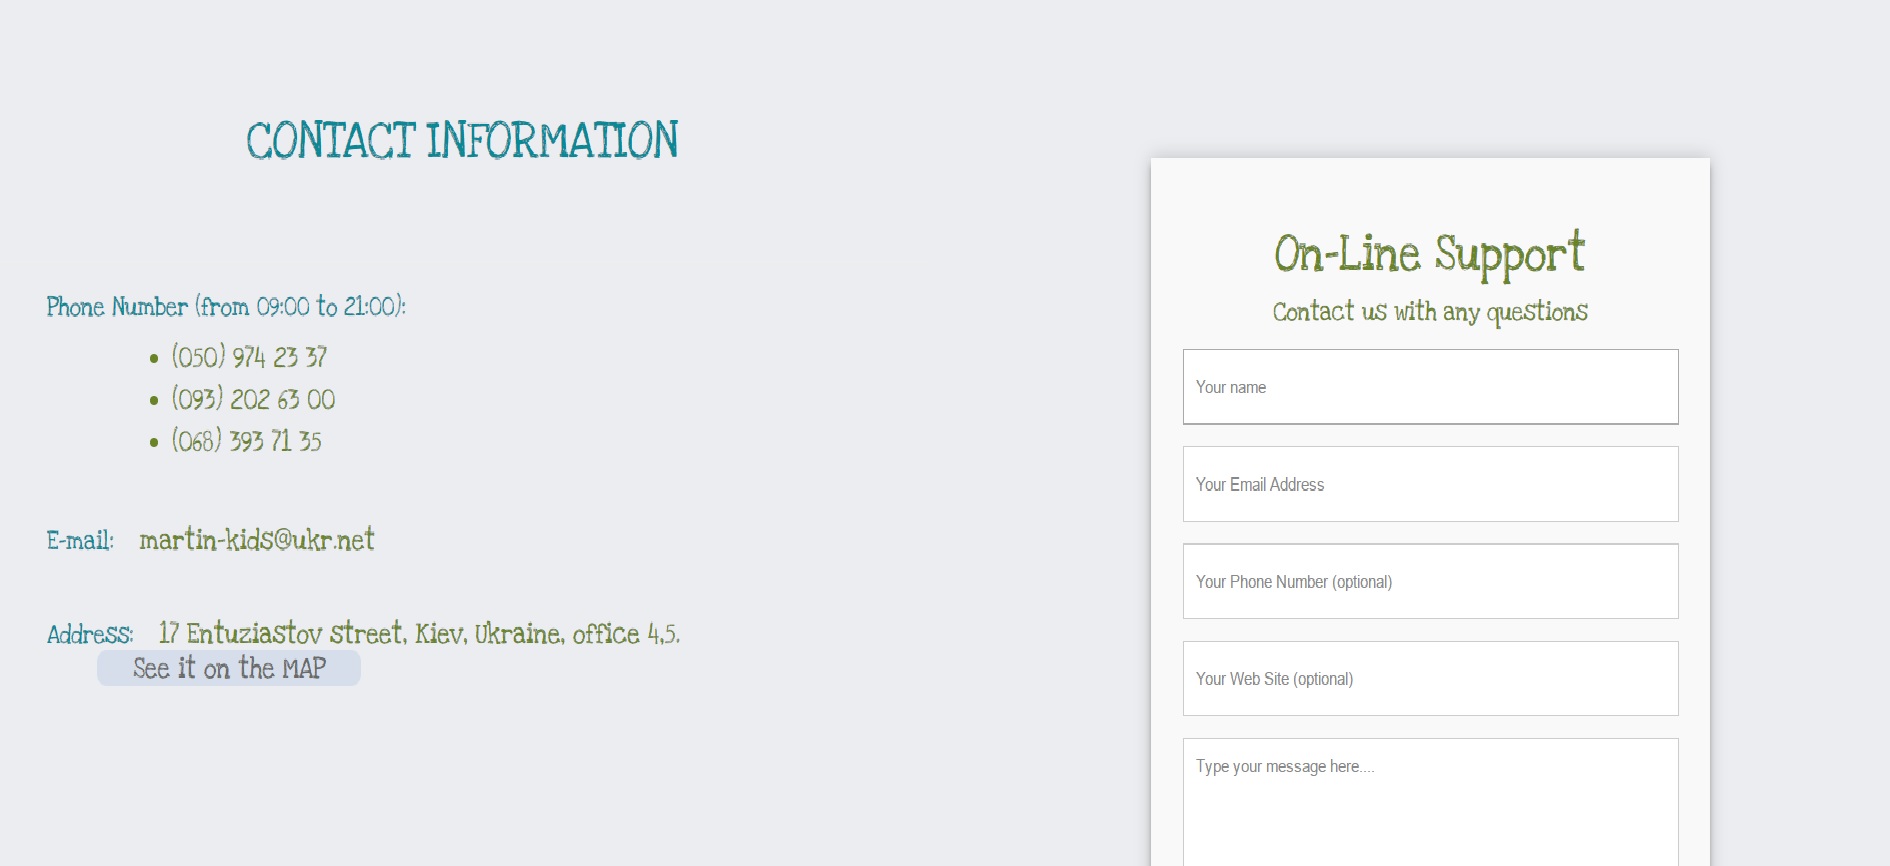 CONTACT INFORMATION
Phone Number (from 09:00 to 21:00):
(050) 974 23 37
(093) 202 63 00
(068) 393 71 35
E-mail: martin-kids@ukr.net
Address: 17 Entuziastov street, Kiev, Ukraine, office 4,5.
See it on the MAP
On-Line Support
Contact us with any questions
Your name
Your Email Address
Your Phone Number (optional)
Your Web Site (optional)
Type your message here....